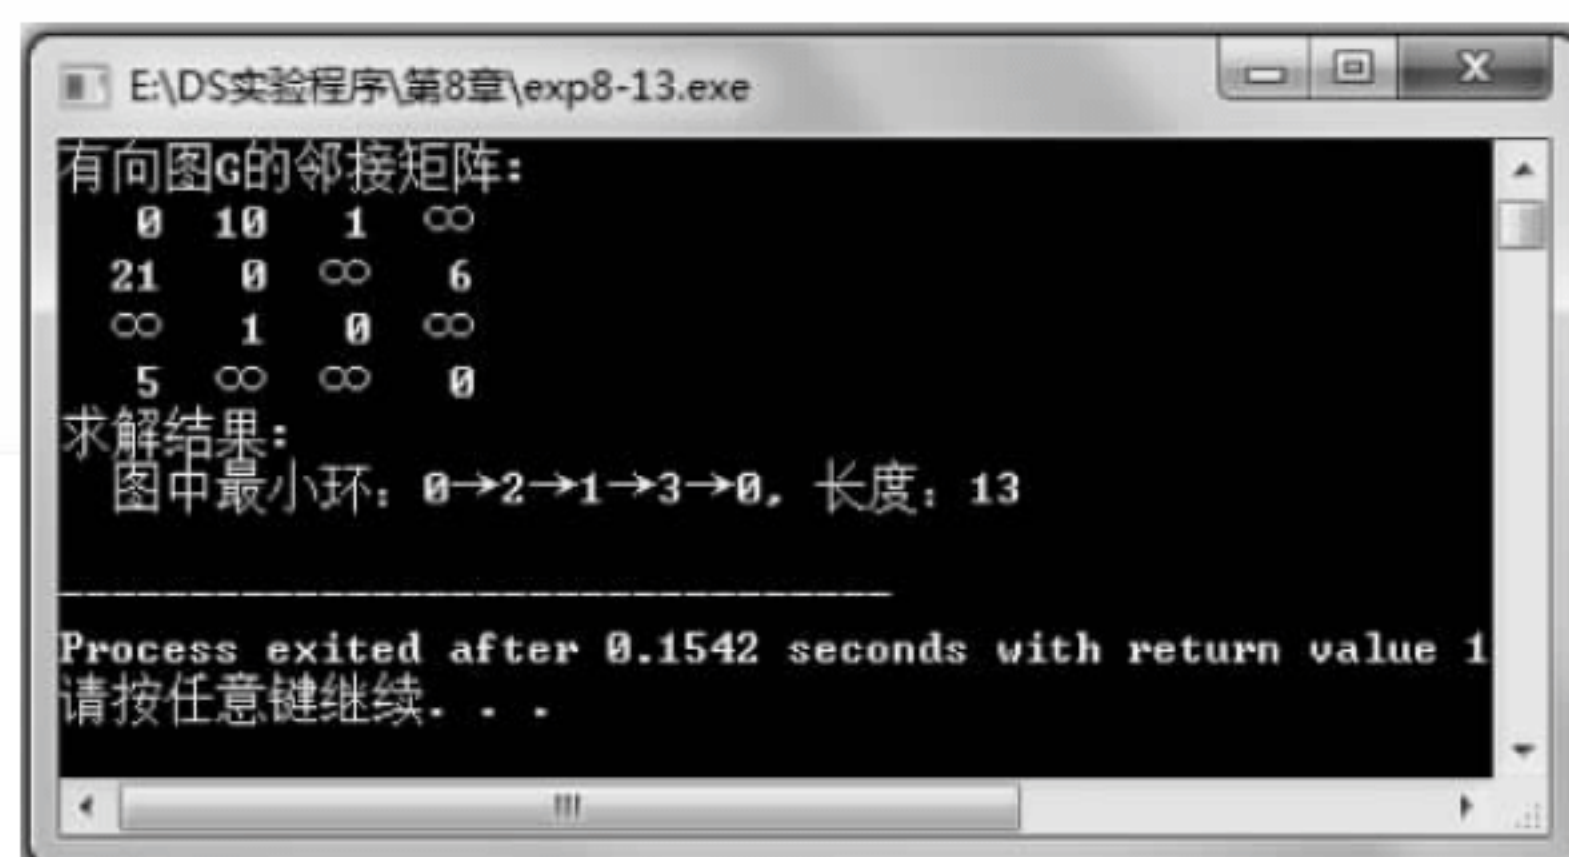 E:\DS实验程序\第8章\exp8-13.exe
有向图G的邻接矩阵:
0 10 1 ∞
21 0 ∞ 6
∞ 1 0 ∞
5 ∞ ∞ 0
求解结果:
图中最小环: 0→2→1→3→0, 长度: 13
--------------------------------
Process exited after 0.1542 seconds with return value 1
请按任意键继续. . .